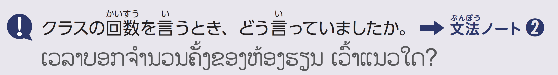 ! クラスの回数を言うとき、どう言っていましたか。 ➡ 文法ノート❷
ເວລາບອກຈຳນວນຄັ້ງຂອງຫ້ອງຮຽນ ເວົ້າແນວໃດ?